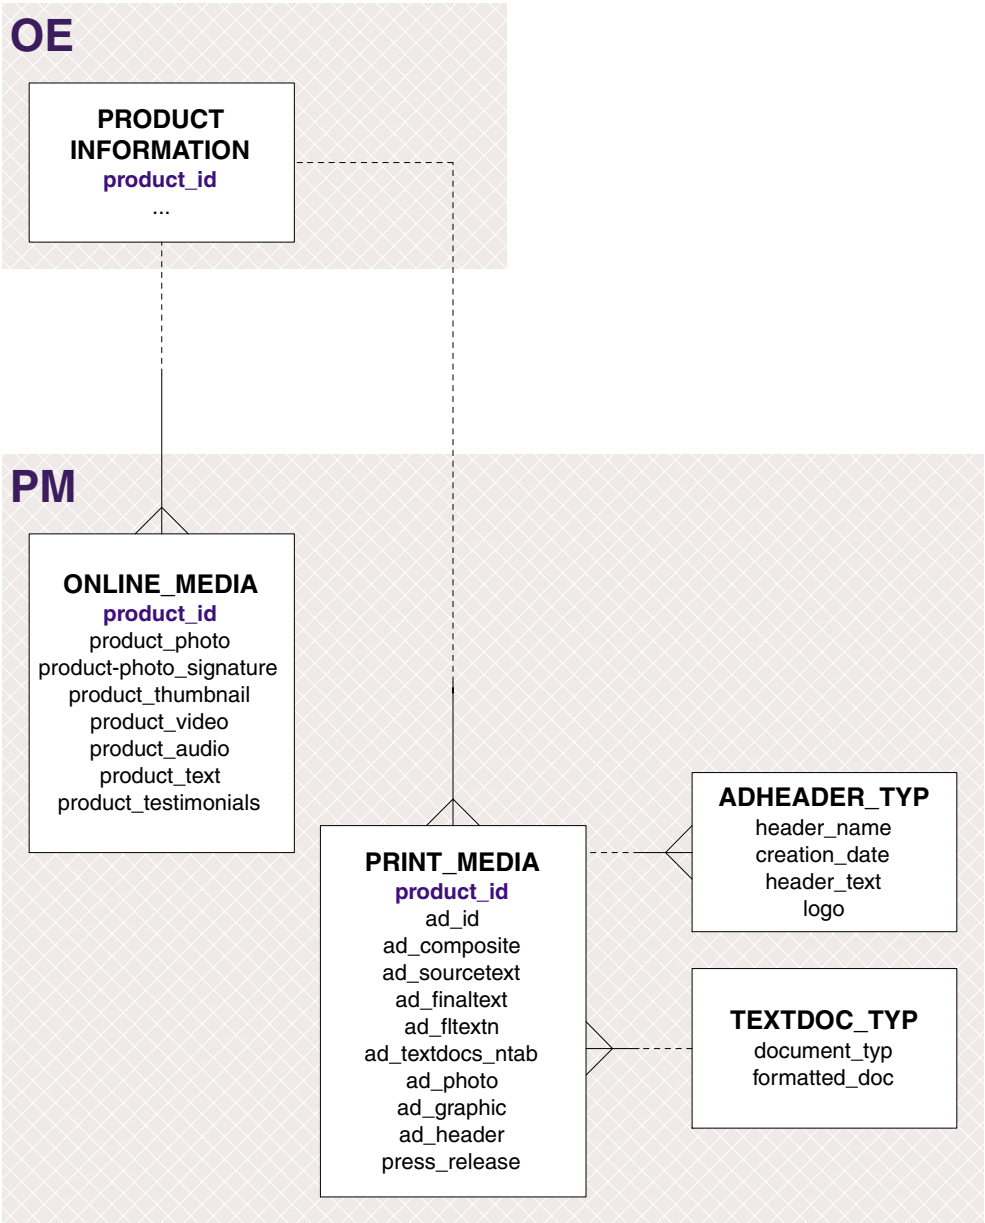 OE
PRODUCT
INFORMATION
product_id
...
PM
ONLINE_MEDIA
product_id
product_photo
product-photo_signature
product_thumbnail
product_video
product_audio
product_text
product_testimonials
PRINT_MEDIA
product_id
ad_id
ad_composite
ad_sourcetext
ad_finaltext
ad_fltextn
ad_textdocs_ntab
ad_photo
ad_graphic
ad_header
press_release
ADHEADER_TYP
header_name
creation_date
header_text
logo
TEXTDOC_TYP
document_typ
formatted_doc